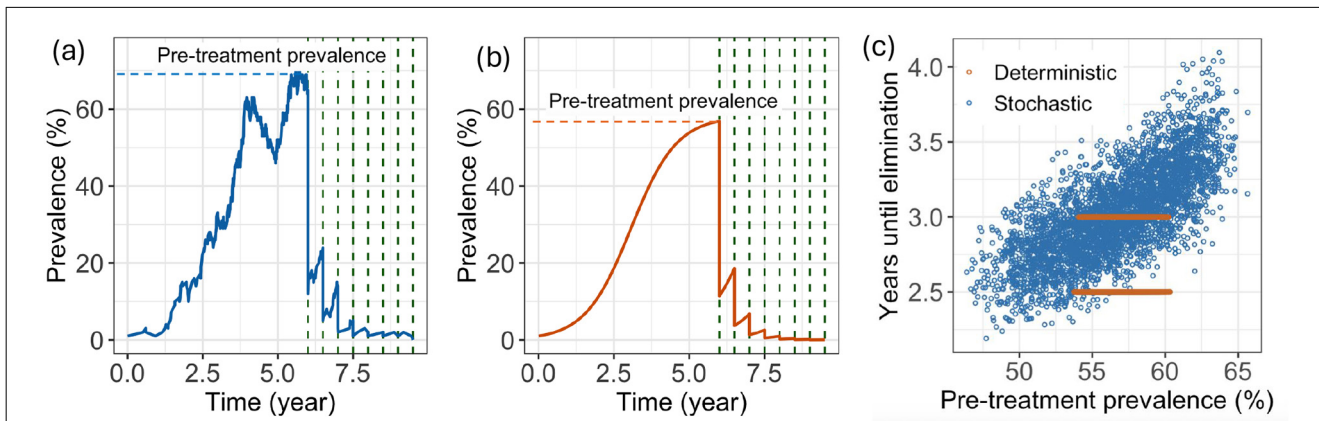 (a)
Pre-treatment prevalence
Prevalence (%)
60
40
20
0
0.0 2.5 5.0 7.5
Time (year)
(b)
Pre-treatment prevalence
Prevalence (%)
60
40
20
0
0.0 2.5 5.0 7.5
Time (year)
(c)
Deterministic
Stochastic
Years until elimination
4.0
3.5
3.0
2.5
50 55 60 65
Pre-treatment prevalence (%)